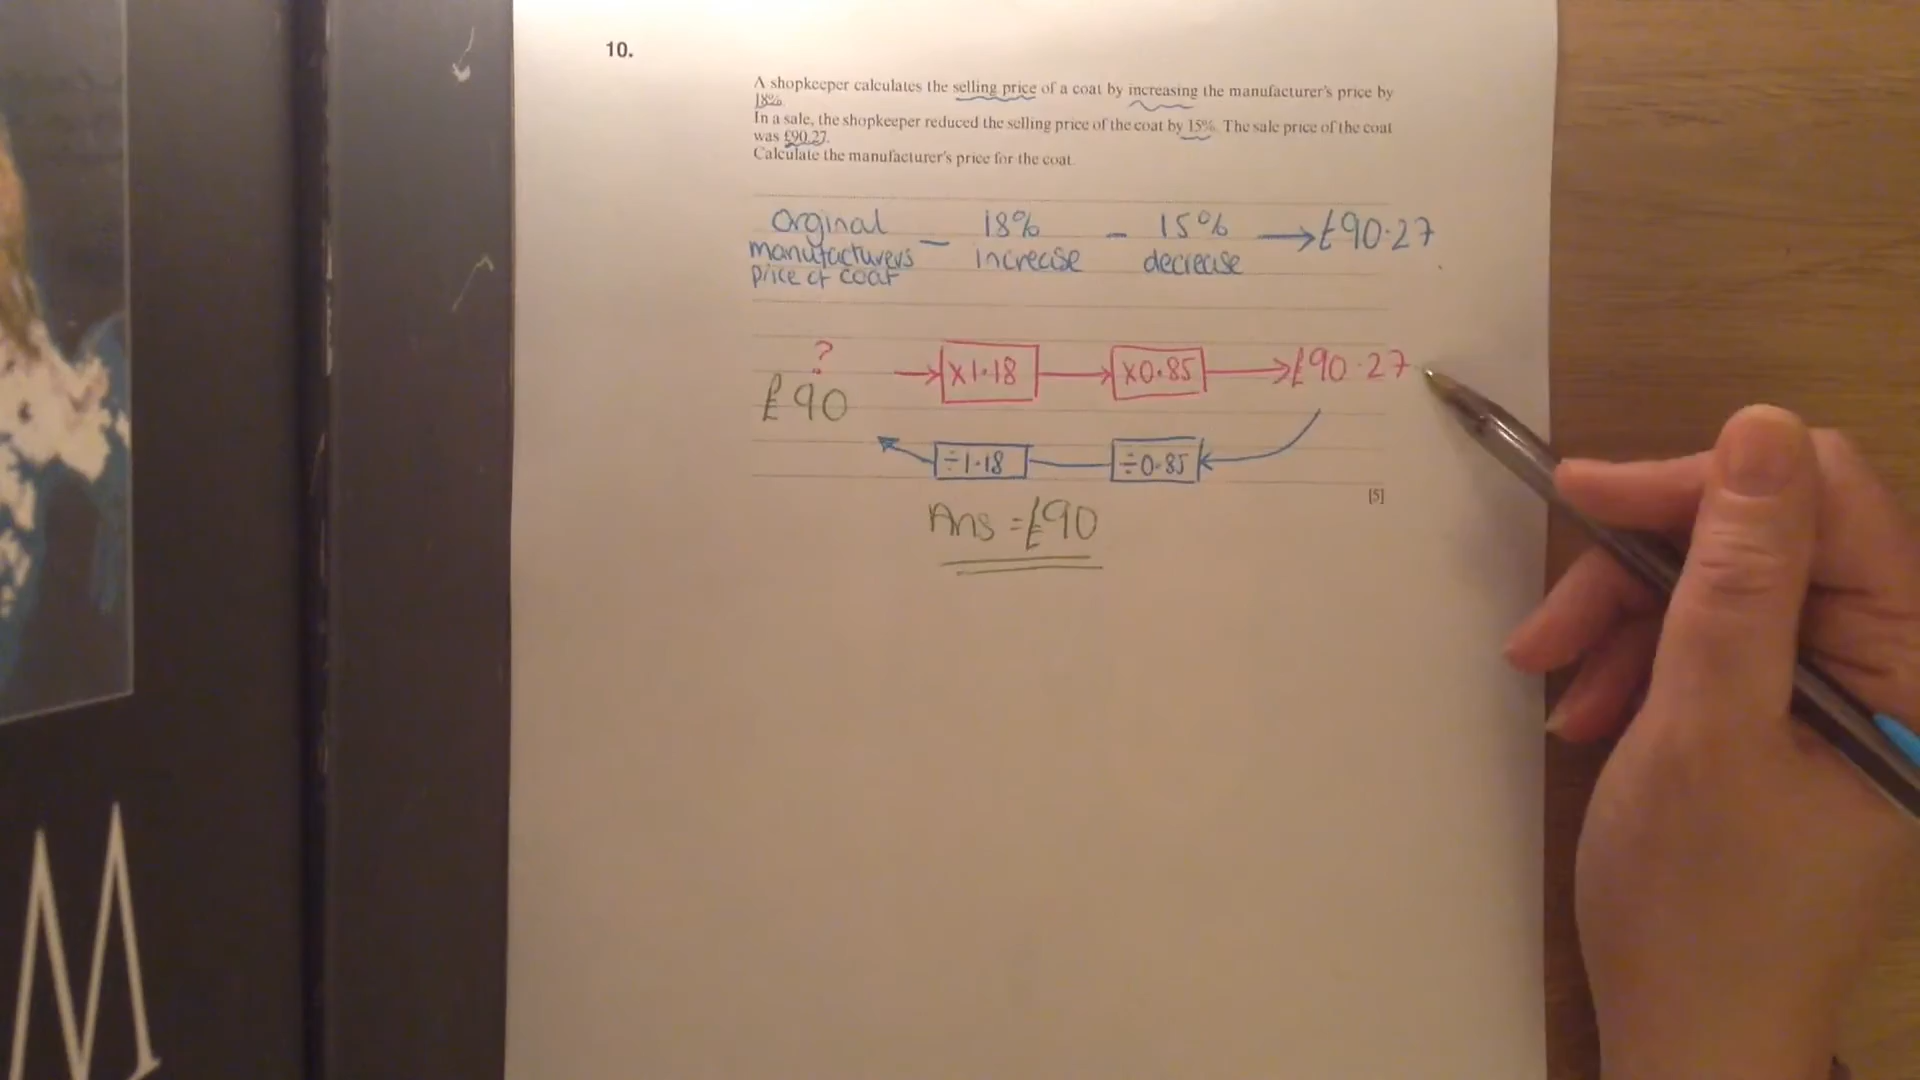 10.
A shopkeeper calculates the selling price of a coat by increasing the manufacturer's price by
18%.
In a sale, the shopkeeper reduced the selling price of the coat by 15%. The sale price of the coat
was £90.27.
Calculate the manufacturer's price for the coat.
Orginal – 18% – 15% → £90.27
manufacturers increase decrease
price of coat
?
→ ×1.18 → ×0.85 → £90.27
£90
÷1.18 ÷0.85
[5]
Ans = £90
M